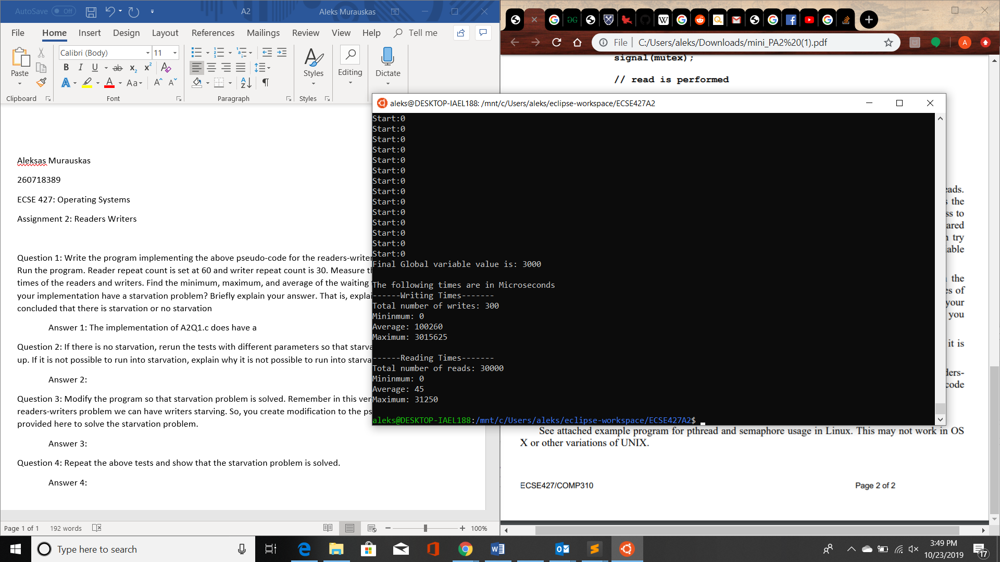 AutoSave Off A2 Aleks Murauskas
File Home Insert Design Layout References Mailings Review View Help Tell me
Calibri (Body) 11
Paste
Styles
Editing
Dictate
Clipboard Font Paragraph Styles
Aleksas Murauskas
260718389
ECSE 427: Operating Systems
Assignment 2: Readers Writers
Question 1: Write the program implementing the above pseudo-code for the readers-writer
Run the program. Reader repeat count is set at 60 and writer repeat count is 30. Measure th
times of the readers and writers. Find the minimum, maximum, and average of the waiting
your implementation have a starvation problem? Briefly explain your answer. That is, explai
concluded that there is starvation or no starvation
Answer 1: The implementation of A2Q1.c does have a
Question 2: If there is no starvation, rerun the tests with different parameters so that starva
up. If it is not possible to run into starvation, explain why it is not possible to run into starva
Answer 2:
Question 3: Modify the program so that starvation problem is solved. Remember in this ver
readers-writers problem we can have writers starving. So, you create modification to the ps
provided here to solve the starvation problem.
Answer 3:
Question 4: Repeat the above tests and show that the starvation problem is solved.
Answer 4:
Page 1 of 1 192 words 100%
File C:/Users/aleks/Downloads/mini_PA2%20(1).pdf
signal(mutex);
// read is performed
aleks@DESKTOP-IAEL188: /mnt/c/Users/aleks/eclipse-workspace/ECSE427A2
Start:0
Start:0
Start:0
Start:0
Start:0
Start:0
Start:0
Start:0
Start:0
Start:0
Start:0
Start:0
Start:0
Start:0
Final Global variable value is: 3000
The following times are in Microseconds
------Writing Times-------
Total number of writes: 300
Mininmum: 0
Average: 100260
Maximum: 3015625
------Reading Times-------
Total number of reads: 30000
Mininmum: 0
Average: 45
Maximum: 31250
aleks@DESKTOP-IAEL188:/mnt/c/Users/aleks/eclipse-workspace/ECSE427A2$
eads.
the
ss to
ared
try
able
the
es of
your
you
it is
lers-
code
See attached example program for pthread and semaphore usage in Linux. This may not work in OS
X or other variations of UNIX.
ECSE427/COMP310 Page 2 of 2
Type here to search
3:49 PM
10/23/2019
17